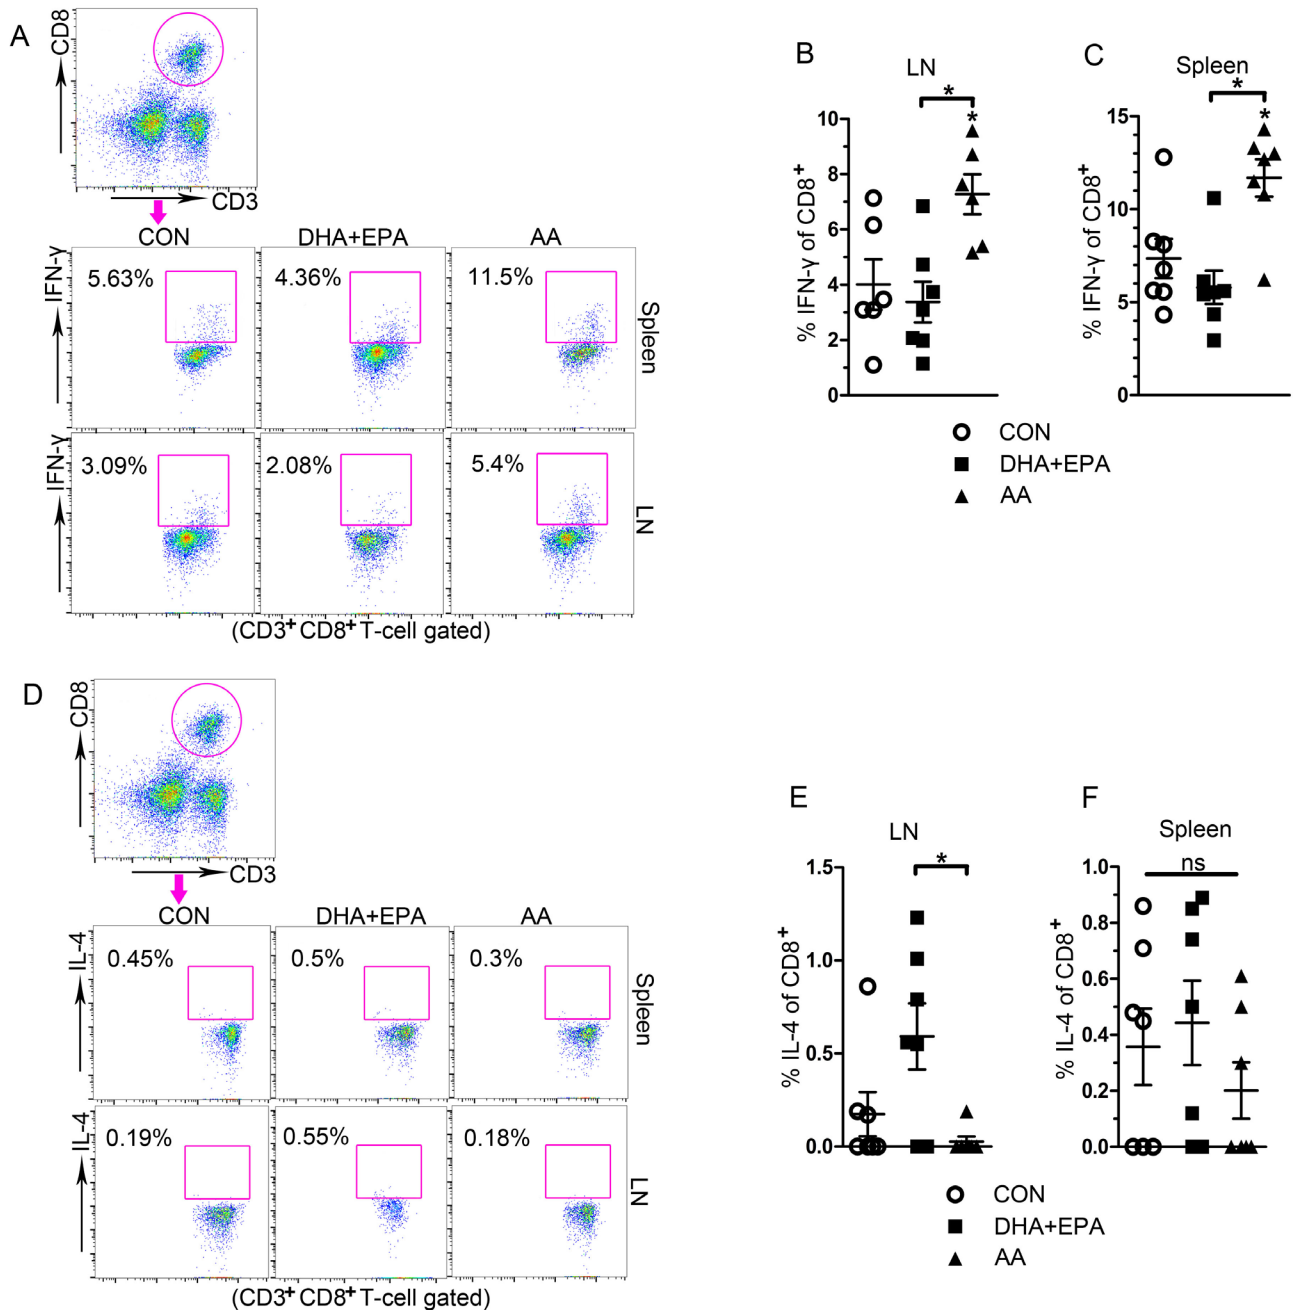 A
CD8
CD3
CON
DHA+EPA
AA
IFN-γ
5.63%
4.36%
11.5%
Spleen
IFN-γ
3.09%
2.08%
5.4%
LN
(CD3+ CD8+ T-cell gated)
B
LN
*
*
% IFN-γ of CD8+
10
8
6
4
2
0
C
Spleen
*
*
% IFN-γ of CD8+
15
10
5
0
CON
DHA+EPA
AA
D
CD8
CD3
CON
DHA+EPA
AA
IL-4
0.45%
0.5%
0.3%
Spleen
IL-4
0.19%
0.55%
0.18%
LN
(CD3+ CD8+ T-cell gated)
E
LN
*
% IL-4 of CD8+
1.5
1.0
0.5
0.0
F
Spleen
ns
% IL-4 of CD8+
1.0
0.8
0.6
0.4
0.2
0.0
CON
DHA+EPA
AA